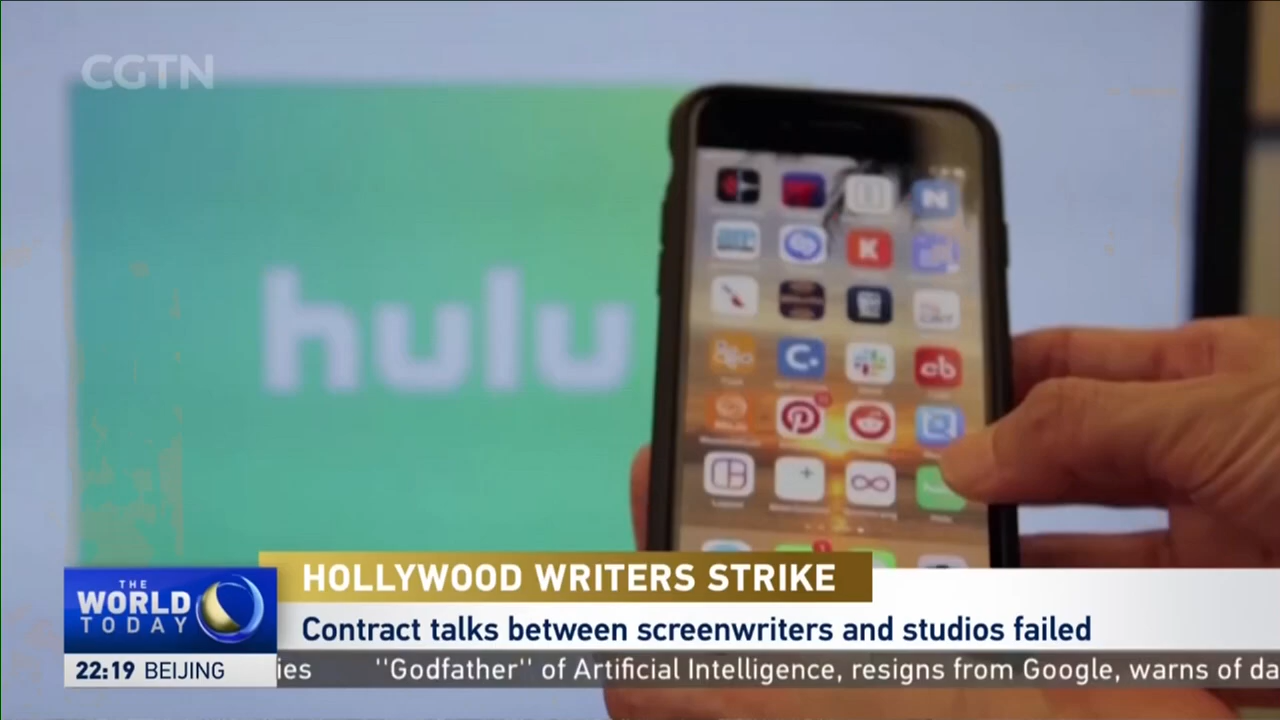 CGTN
hulu
HOLLYWOOD WRITERS STRIKE
THE
WORLD
TODAY
Contract talks between screenwriters and studios failed
22:19 BEIJING
ies "Godfather" of Artificial Intelligence, resigns from Google, warns of da